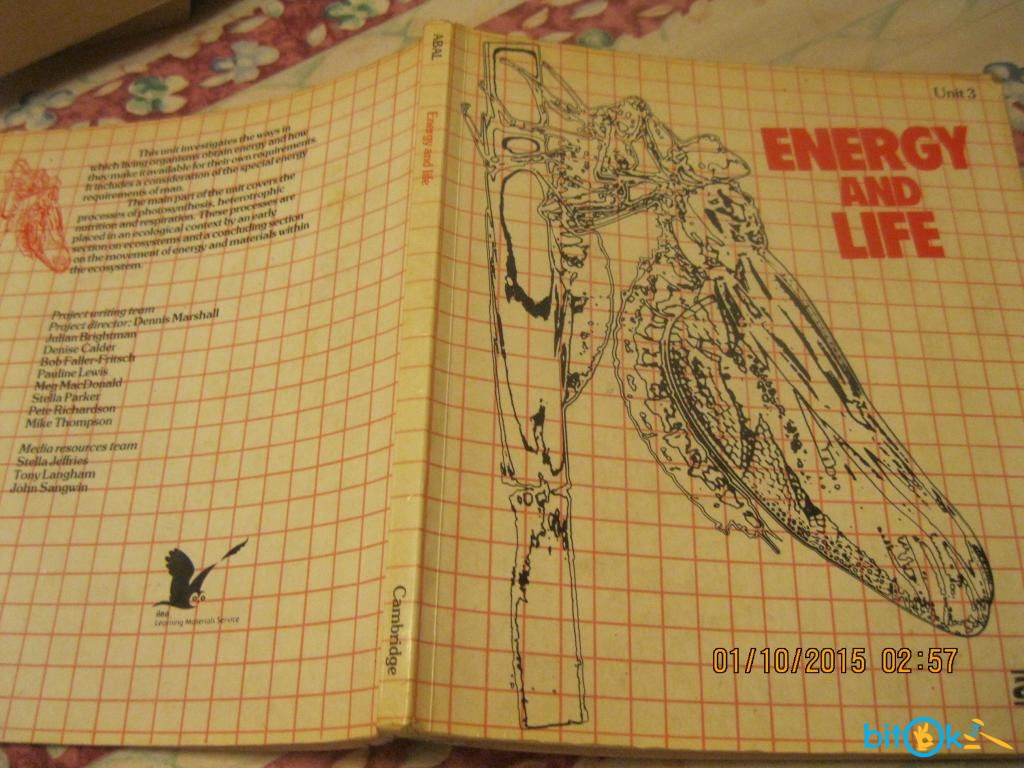 This unit investigates the ways in
which living organisms obtain energy and how
they make it available for their own requirements.
It includes a consideration of the special energy
requirements of man.
The main part of the unit covers the
processes of photosynthesis, heterotrophic
nutrition and respiration. These processes are
placed in an ecological context by an early
section on ecosystems and a concluding section
on the movement of energy and materials within
the ecosystem.
Project writing team
Project director: Dennis Marshall
Julian Brightman
Denise Calder
Bob Faller-Fritsch
Pauline Lewis
Meg MacDonald
Stella Parker
Pete Richardson
Mike Thompson
Media resources team
Stella Jeffries
Tony Langham
John Sangwin
ilea
Learning Materials Service
ABAL
Energy and life
Cambridge
Unit 3
ENERGY
AND
LIFE
01/10/2015 02:57
bitok